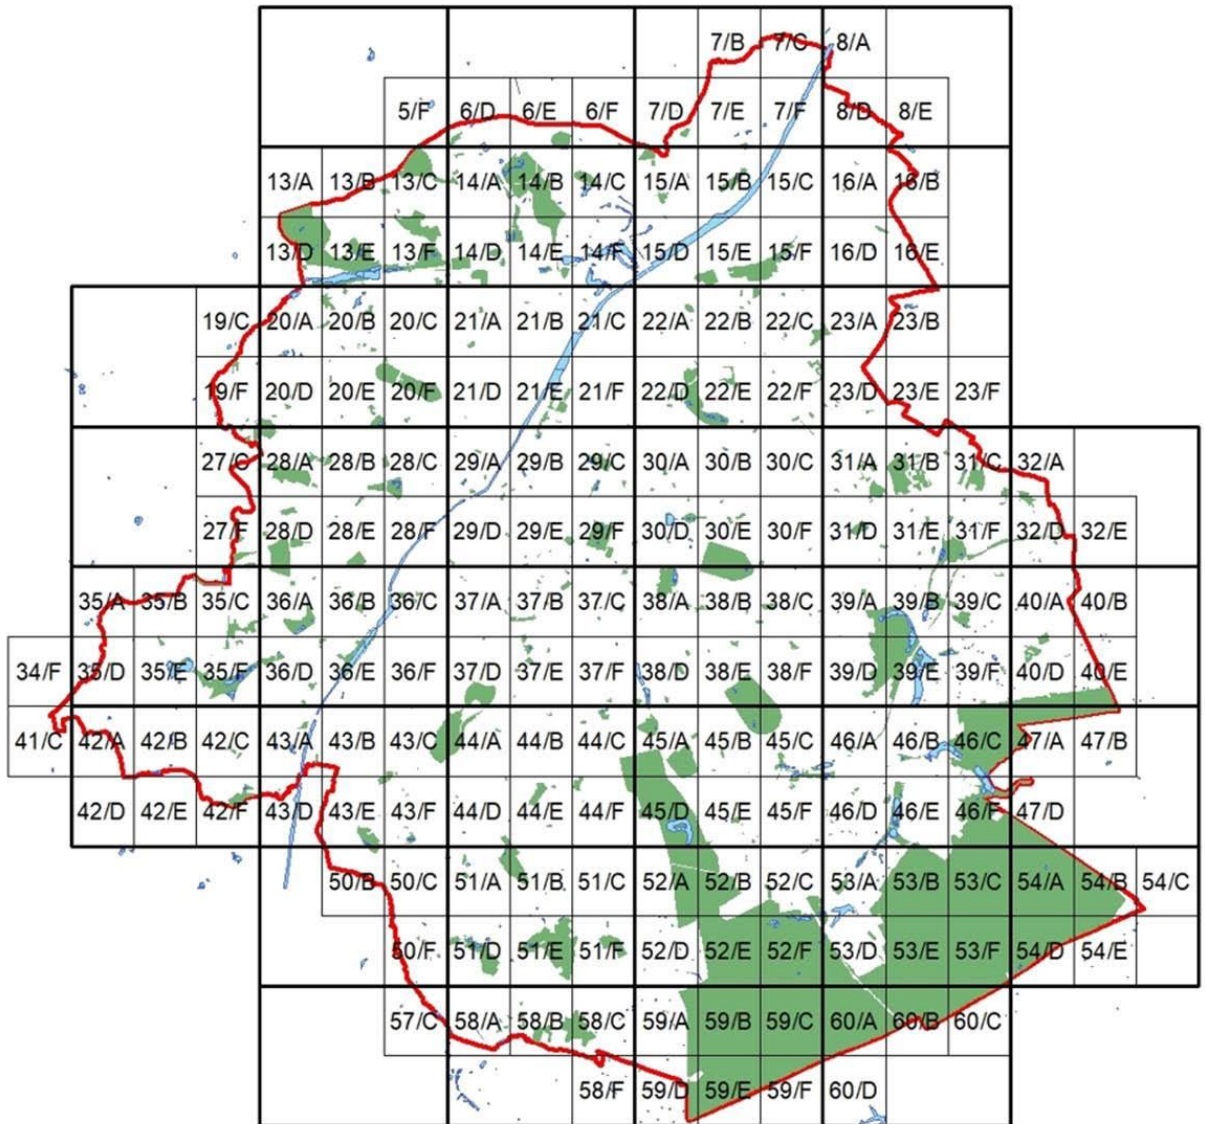 7/B 7/C 8/A
5/F 6/D 6/E 6/F 7/D 7/E 7/F 8/D 8/E
13/A 13/B 13/C 14/A 14/B 14/C 15/A 15/B 15/C 16/A 16/B
13/D 13/E 13/F 14/D 14/E 14/F 15/D 15/E 15/F 16/D 16/E
19/C 20/A 20/B 20/C 21/A 21/B 21/C 22/A 22/B 22/C 23/A 23/B
19/F 20/D 20/E 20/F 21/D 21/E 21/F 22/D 22/E 22/F 23/D 23/E 23/F
27/C 28/A 28/B 28/C 29/A 29/B 29/C 30/A 30/B 30/C 31/A 31/B 31/C 32/A
27/F 28/D 28/E 28/F 29/D 29/E 29/F 30/D 30/E 30/F 31/D 31/E 31/F 32/D 32/E
35/A 35/B 35/C 36/A 36/B 36/C 37/A 37/B 37/C 38/A 38/B 38/C 39/A 39/B 39/C 40/A 40/B
34/F 35/D 35/E 35/F 36/D 36/E 36/F 37/D 37/E 37/F 38/D 38/E 38/F 39/D 39/E 39/F 40/D 40/E
41/C 42/A 42/B 42/C 43/A 43/B 43/C 44/A 44/B 44/C 45/A 45/B 45/C 46/A 46/B 46/C 47/A 47/B
42/D 42/E 42/F 43/D 43/E 43/F 44/D 44/E 44/F 45/D 45/E 45/F 46/D 46/E 46/F 47/D
50/B 50/C 51/A 51/B 51/C 52/A 52/B 52/C 53/A 53/B 53/C 54/A 54/B 54/C
50/F 51/D 51/E 51/F 52/D 52/E 52/F 53/D 53/E 53/F 54/D 54/E
57/C 58/A 58/B 58/C 59/A 59/B 59/C 60/A 60/B 60/C
58/F 59/D 59/E 59/F 60/D